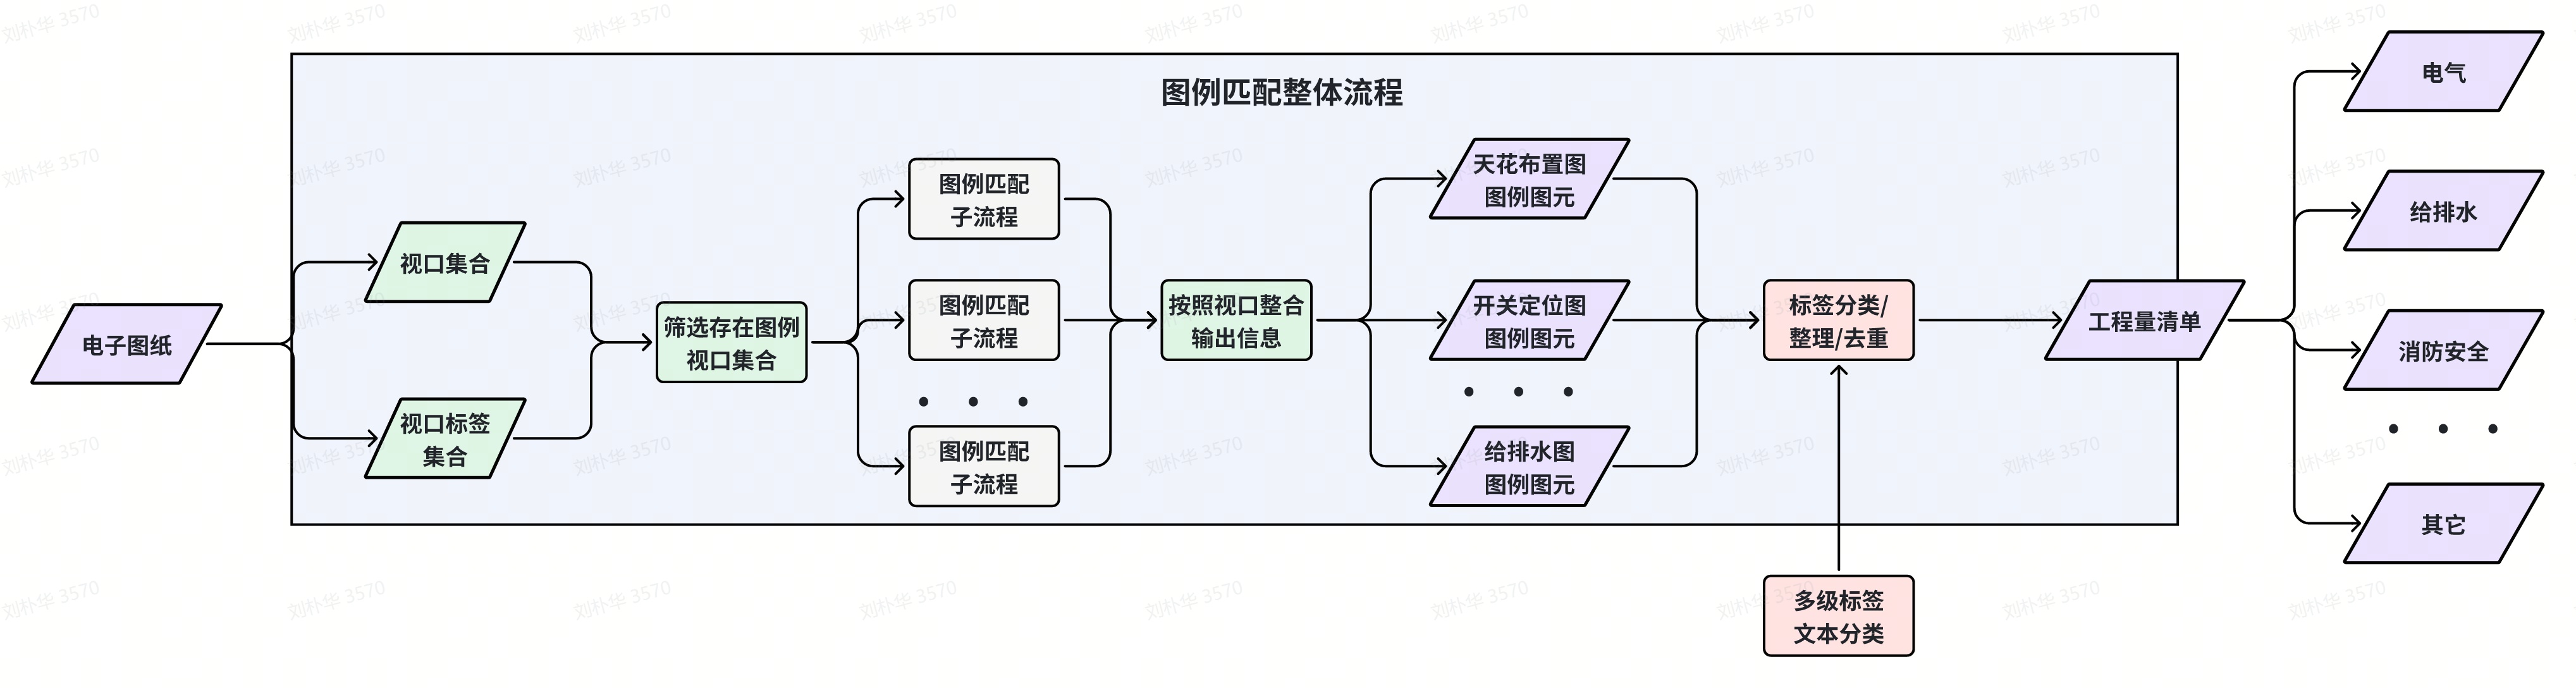 图例匹配整体流程
电子图纸
视口集合
视口标签
集合
筛选存在图例
视口集合
图例匹配
子流程
图例匹配
子流程
• • •
图例匹配
子流程
按照视口整合
输出信息
天花布置图
图例图元
开关定位图
图例图元
• • •
给排水图
图例图元
标签分类/
整理/去重
多级标签
文本分类
工程量清单
电气
给排水
消防安全
• • •
其它
刘朴华 3570